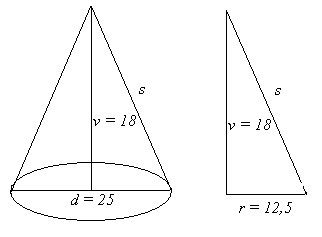 s
v = 18
d = 25
s
v = 18
r = 12,5